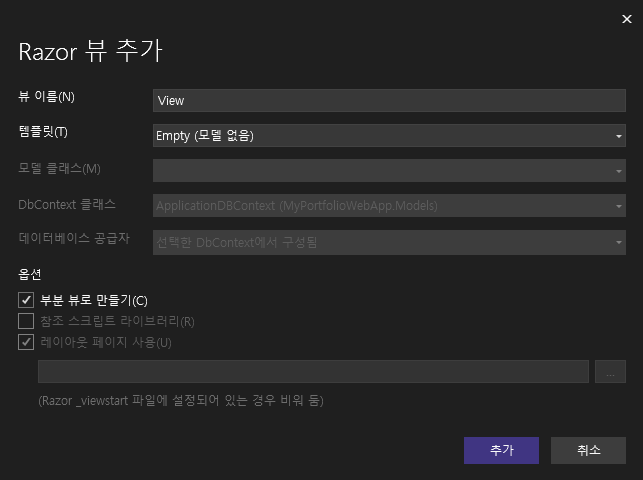 Razor 뷰 추가
뷰 이름(N)
View
템플릿(T)
Empty (모델 없음)
모델 클래스(M)
DbContext 클래스
ApplicationDBContext (MyPortfolioWebApp.Models)
데이터베이스 공급자
선택한 DbContext에서 구성됨
옵션
부분 뷰로 만들기(C)
참조 스크립트 라이브러리(R)
레이아웃 페이지 사용(U)
...
(Razor _viewstart 파일에 설정되어 있는 경우 비워 둠)
추가
취소